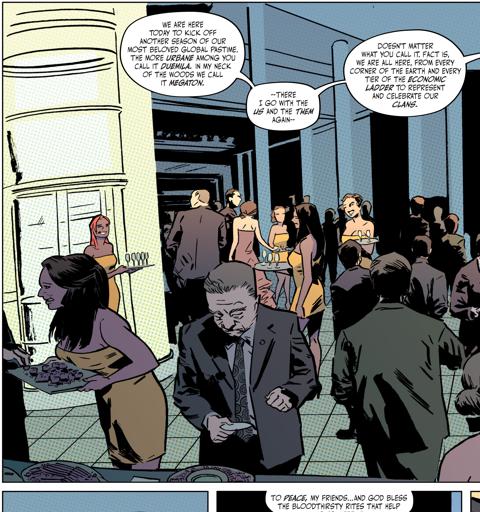 WE ARE HERE
TODAY TO KICK OFF
ANOTHER SEASON OF OUR
MOST BELOVED GLOBAL PASTIME.
THE MORE URBANE AMONG YOU
CALL IT DUEMILA. IN MY NECK
OF THE WOODS WE CALL
IT MEGATON.
--THERE
I GO WITH THE
US AND THE THEM
AGAIN--
DOESN'T MATTER
WHAT YOU CALL IT. FACT IS,
WE ARE ALL HERE, FROM EVERY
CORNER OF THE EARTH AND EVERY
TIER OF THE ECONOMIC
LADDER TO REPRESENT
AND CELEBRATE OUR
CLANS.
TO PEACE, MY FRIENDS...AND GOD BLESS
THE BLOODTHIRSTY RITES THAT HELP